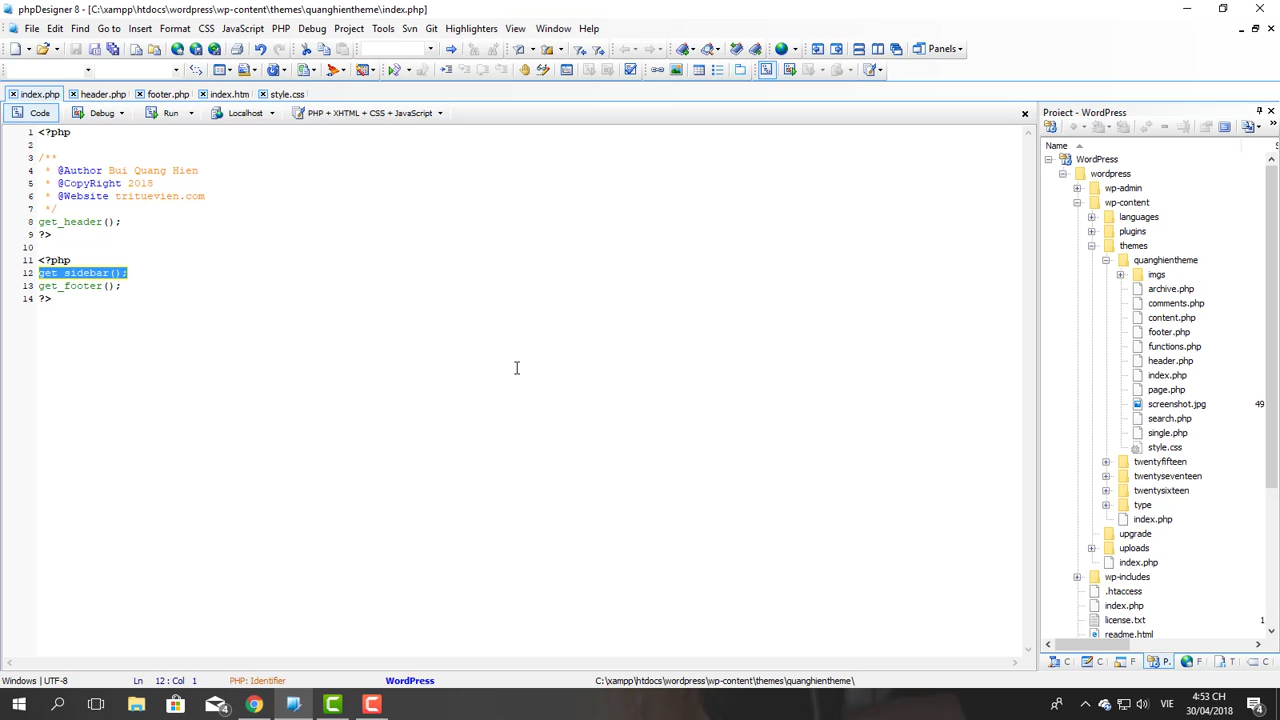 phpDesigner 8 - [C:\xampp\htdocs\wordpress\wp-content\themes\quanghientheme\index.php]
File Edit Find Go to Insert Format CSS JavaScript PHP Debug Project Tools Svn Git Highlighters View Window Help
Panels
index.php header.php footer.php index.htm style.css
Code Debug Run Localhost PHP + XHTML + CSS + JavaScript
1 <?php
2
3 /**
4 * @Author Bui Quang Hien
5 * @CopyRight 2018
6 * @Website trituevien.com
7 */
8 get_header();
9 ?>
10
11 <?php
12 get_sidebar();
13 get_footer();
14 ?>
Project - WordPress
Name S
WordPress
wordpress
wp-admin
wp-content
languages
plugins
themes
quanghientheme
imgs
archive.php
comments.php
content.php
footer.php
functions.php
header.php
index.php
page.php
screenshot.jpg 49
search.php
single.php
style.css
twentyfifteen
twentyseventeen
twentysixteen
type
index.php
upgrade
uploads
index.php
wp-includes
.htaccess
index.php
license.txt 1
readme.html
C C F P. F T C
Windows | UTF-8 Ln 12 : Col 1 PHP: Identifier WordPress C:\xampp\htdocs\wordpress\wp-content\themes\quanghientheme\
4 VIE 4:53 CH
30/04/2018 4